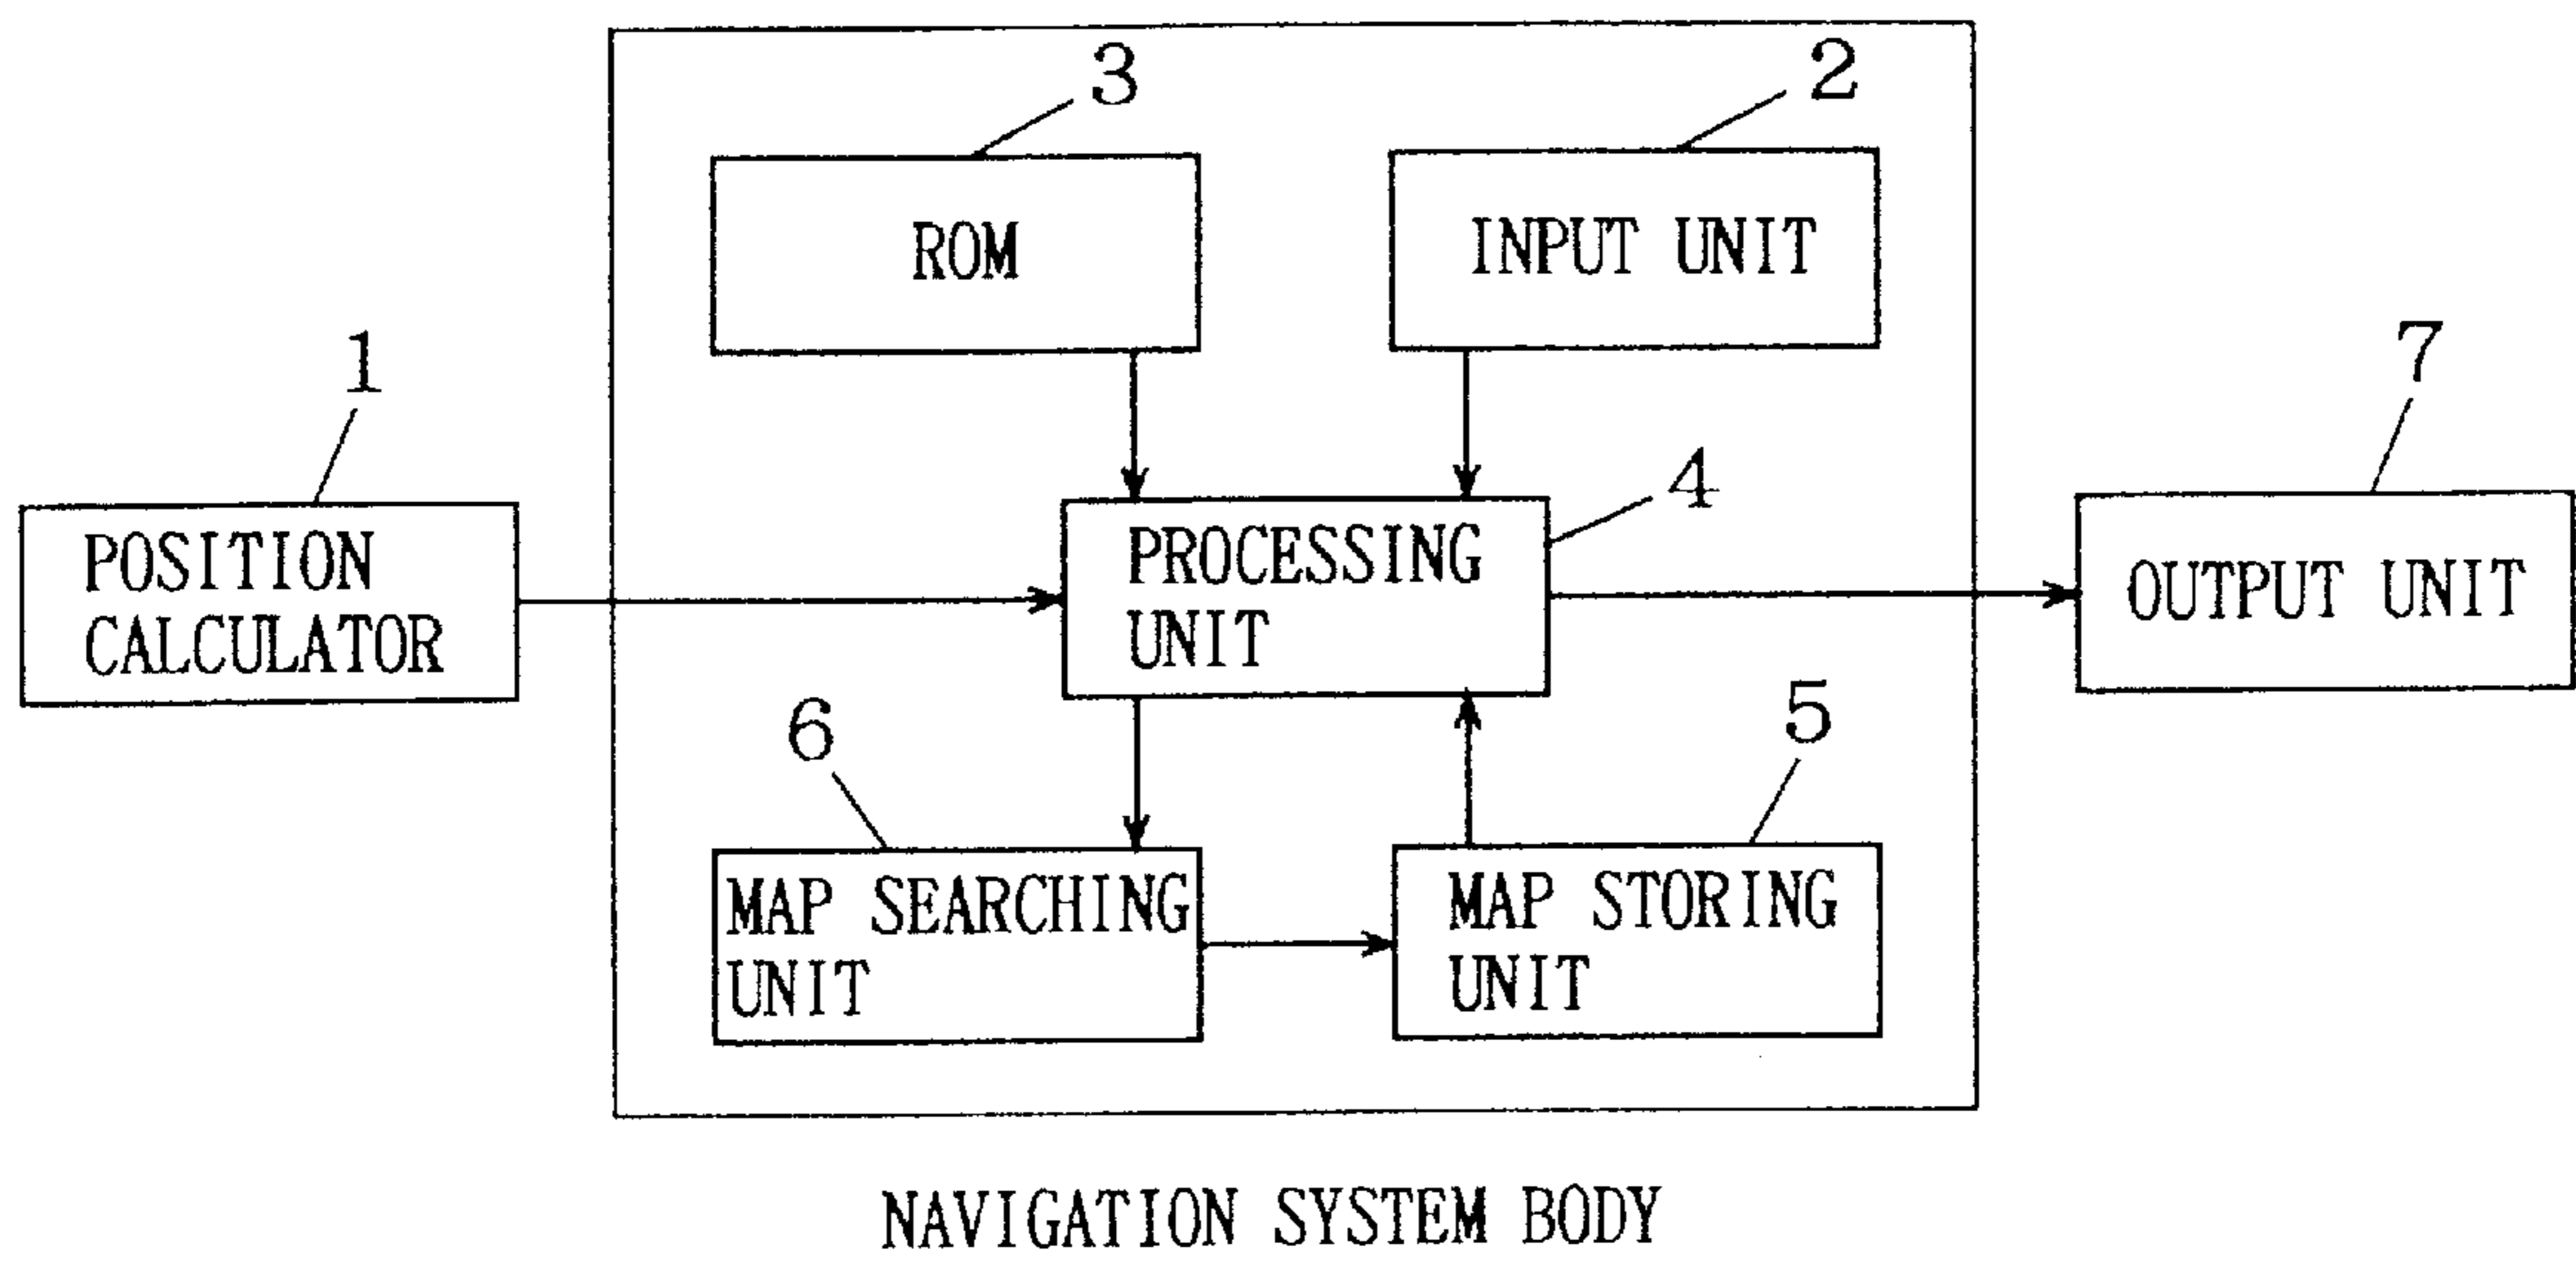 3
2
ROM
INPUT UNIT
1
7
4
POSITION
CALCULATOR
PROCESSING
UNIT
OUTPUT UNIT
6
5
MAP SEARCHING
UNIT
MAP STORING
UNIT
NAVIGATION SYSTEM BODY